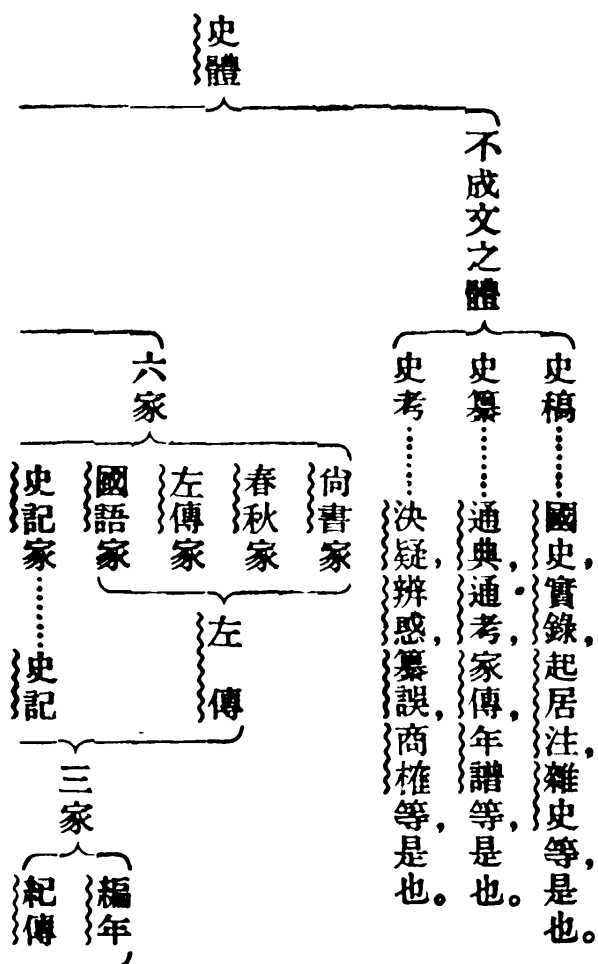 史體
不成文之體
史稿………國史,實錄,起居注,雜史等,是也。
史纂………通典,通考,家傳,年譜等,是也。
史考………決疑,辨惑,纂誤,商榷等,是也。
六家
尙書家
春秋家
左傳家
國語家
史記家………史記
左傳
三家
編年
紀傳